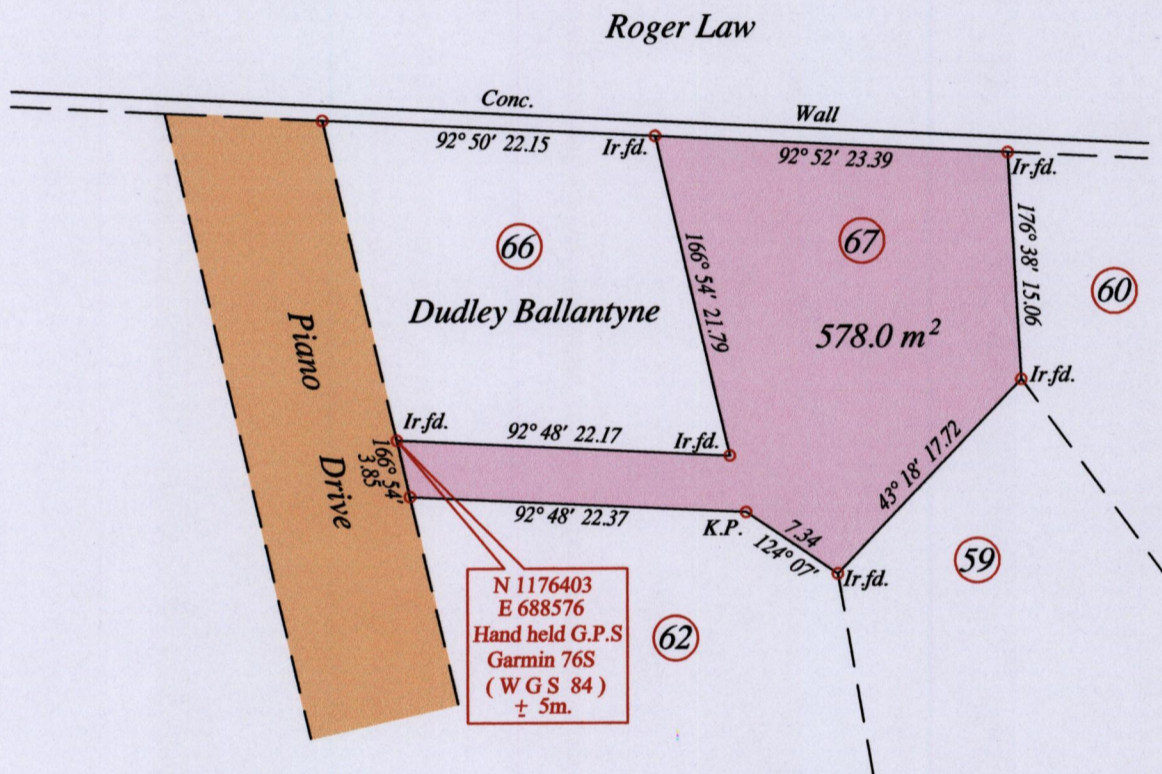 Roger Law
Conc.
Wall
92° 50′ 22.15
Ir.fd.
92° 52′ 23.39
Ir.fd.
66
67
176° 38′ 15.06
60
166° 54′ 21.79
Dudley Ballantyne
578.0 m²
Piano
Drive
Ir.fd.
Ir.fd.
92° 48′ 22.17
Ir.fd.
166° 54′
3.85
43° 18′ 17.72
92° 48′ 22.37
K.P.
7.34
124° 07′
Ir.fd.
59
N 1176403
E 688576
Hand held G.P.S
Garmin 76S
( W G S 84 )
± 5m.
62